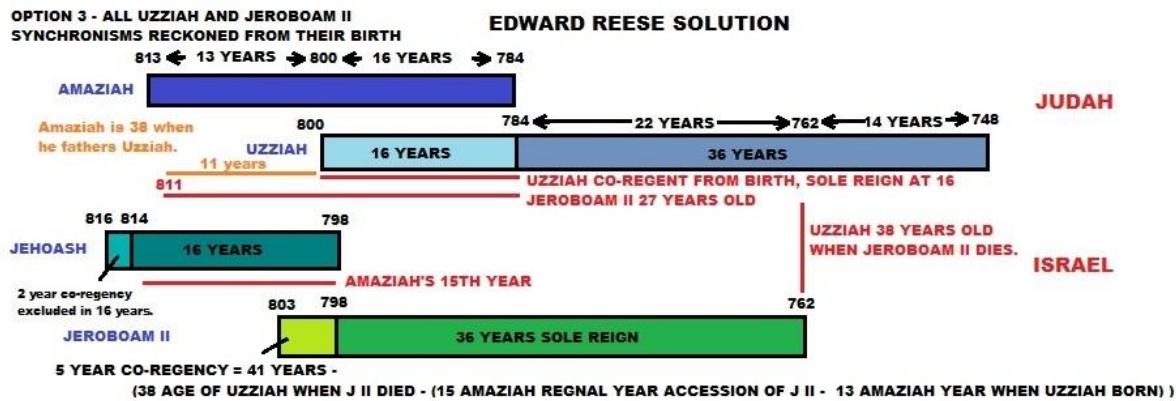 OPTION 3 - ALL UZZIAH AND JEROBOAM II
SYNCHRONISMS RECKONED FROM THEIR BIRTH
EDWARD REESE SOLUTION
813 13 YEARS 800 16 YEARS 784
AMAZIAH
JUDAH
Amaziah is 38 when
he fathers Uzziah.
800 784 22 YEARS 762 14 YEARS 748
UZZIAH 16 YEARS 36 YEARS
11 years
811
UZZIAH CO-REGENT FROM BIRTH, SOLE REIGN AT 16
JEROBOAM II 27 YEARS OLD
816 814 798
JEHOASH 16 YEARS
UZZIAH 38 YEARS OLD
WHEN JEROBOAM II DIES.
ISRAEL
AMAZIAH'S 15TH YEAR
2 year co-regency
excluded in 16 years.
803 798 762
JEROBOAM II 36 YEARS SOLE REIGN
5 YEAR CO-REGENCY = 41 YEARS -
(38 AGE OF UZZIAH WHEN J II DIED - (15 AMAZIAH REGNAL YEAR ACCESSION OF J II - 13 AMAZIAH YEAR WHEN UZZIAH BORN) )